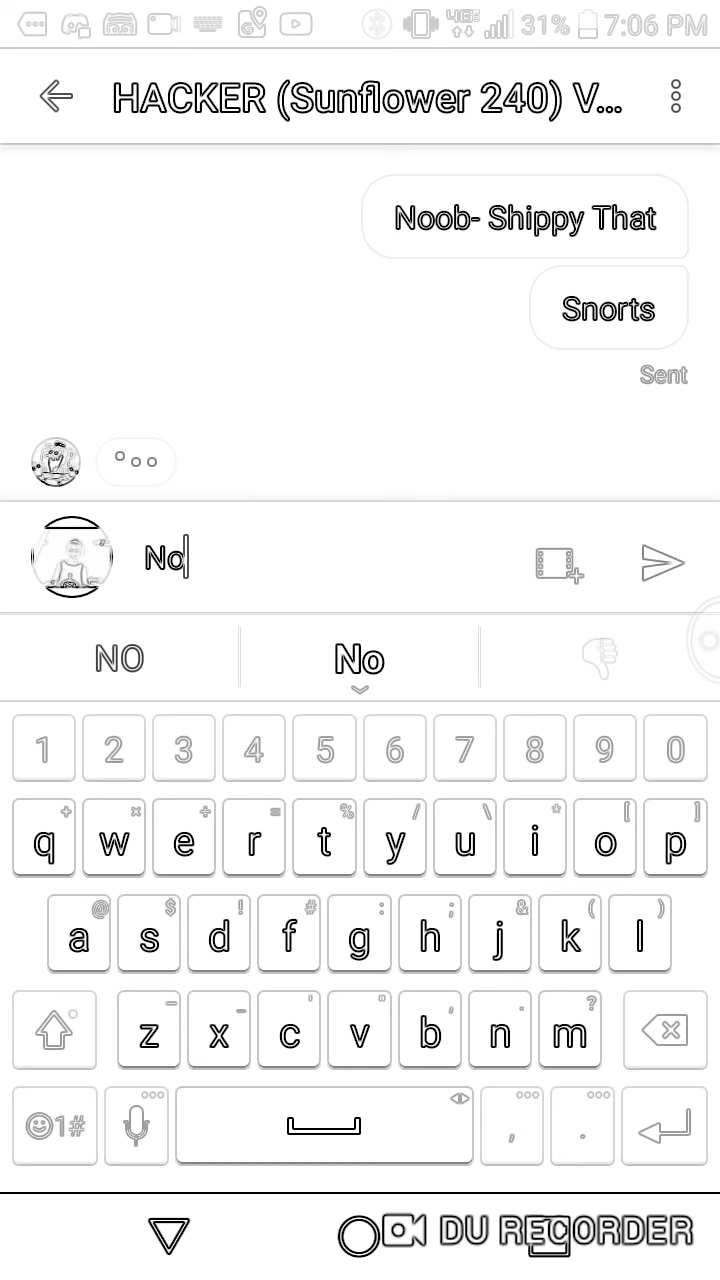 4G 31% 7:06 PM
HACKER (Sunflower 240) V...
Noob- Shippy That
Snorts
Sent
No
NO No
1 2 3 4 5 6 7 8 9 0
+ × ÷ = % / \ * [ ]
q w e r t y u i o p
@ $ ! # : ; & ( )
a s d f g h j k l
- _ ' " , . ?
z x c v b n m
1# , .
DU RECORDER